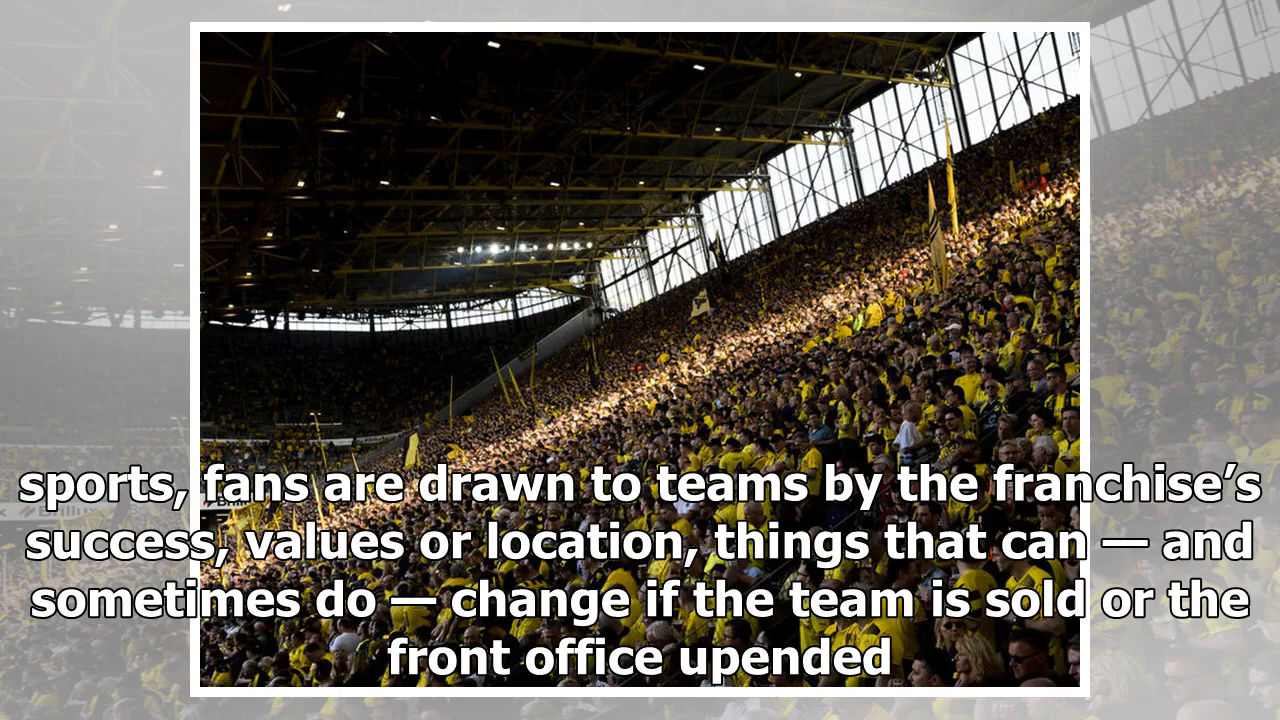 sports, fans are drawn to teams by the franchise’s
success, values or location, things that can — and
sometimes do — change if the team is sold or the
front office upended